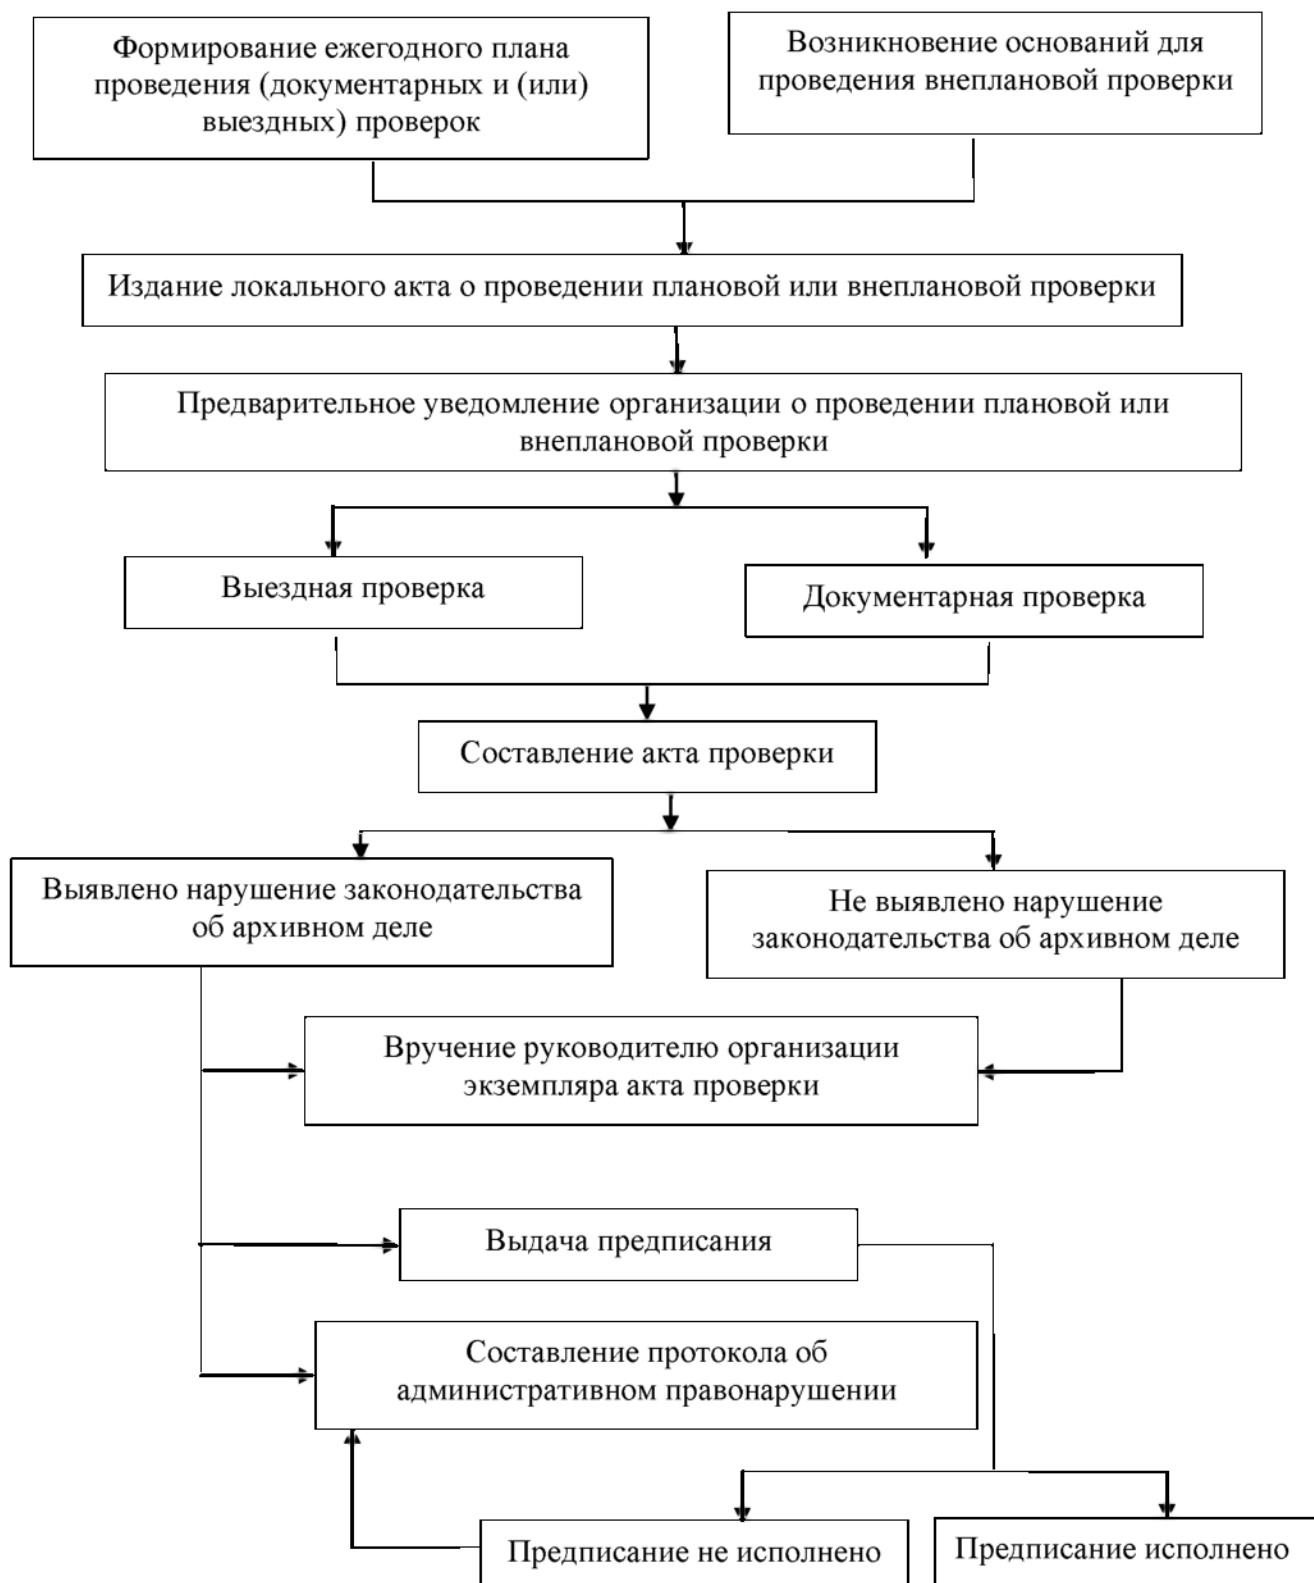 Формирование ежегодного плана
проведения (документарных и (или)
выездных) проверок
Возникновение оснований для
проведения внеплановой проверки
Издание локального акта о проведении плановой или внеплановой проверки
Предварительное уведомление организации о проведении плановой или
внеплановой проверки
Выездная проверка
Документарная проверка
Составление акта проверки
Выявлено нарушение законодательства
об архивном деле
Не выявлено нарушение
законодательства об архивном деле
Вручение руководителю организации
экземпляра акта проверки
Выдача предписания
Составление протокола об
административном правонарушении
Предписание не исполнено
Предписание исполнено